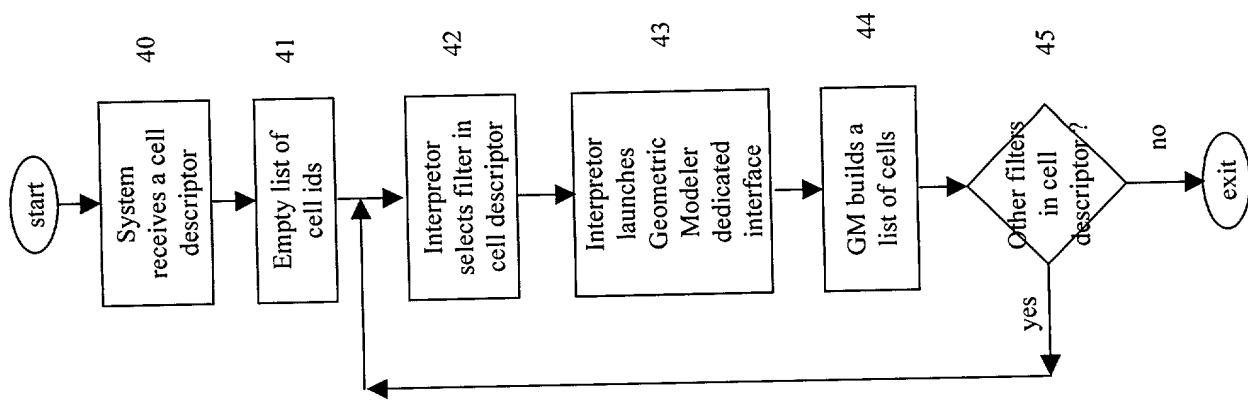 start
System
receives a cell
descriptor
40
Empty list of
cell ids
41
Interpretor
selects filter in
cell descriptor
42
Interpretor
launches
Geometric
Modeler
dedicated
interface
43
GM builds a
list of cells
44
Other filters
in cell
descriptor?
45
yes
no
exit